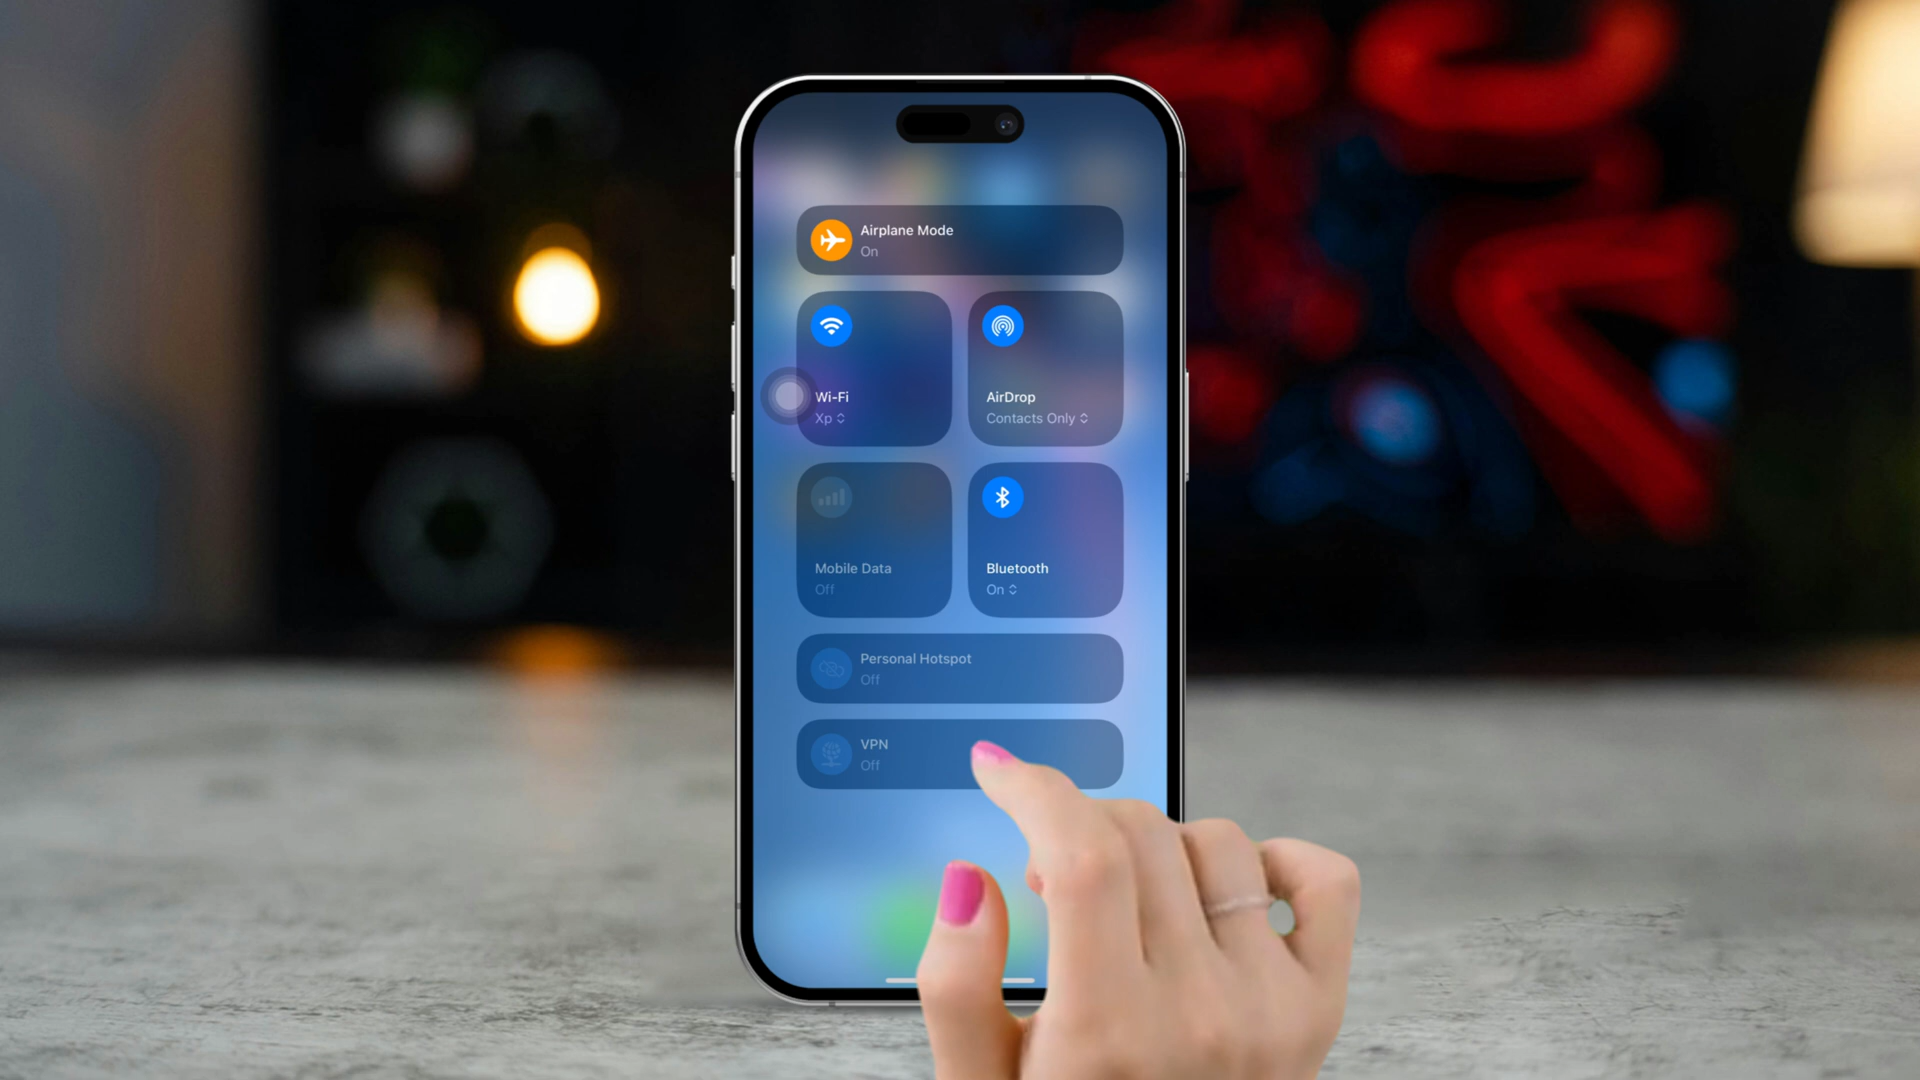 Airplane Mode
On
Wi-Fi
Xp
AirDrop
Contacts Only
Mobile Data
Off
Bluetooth
On
Personal Hotspot
Off
VPN
Off